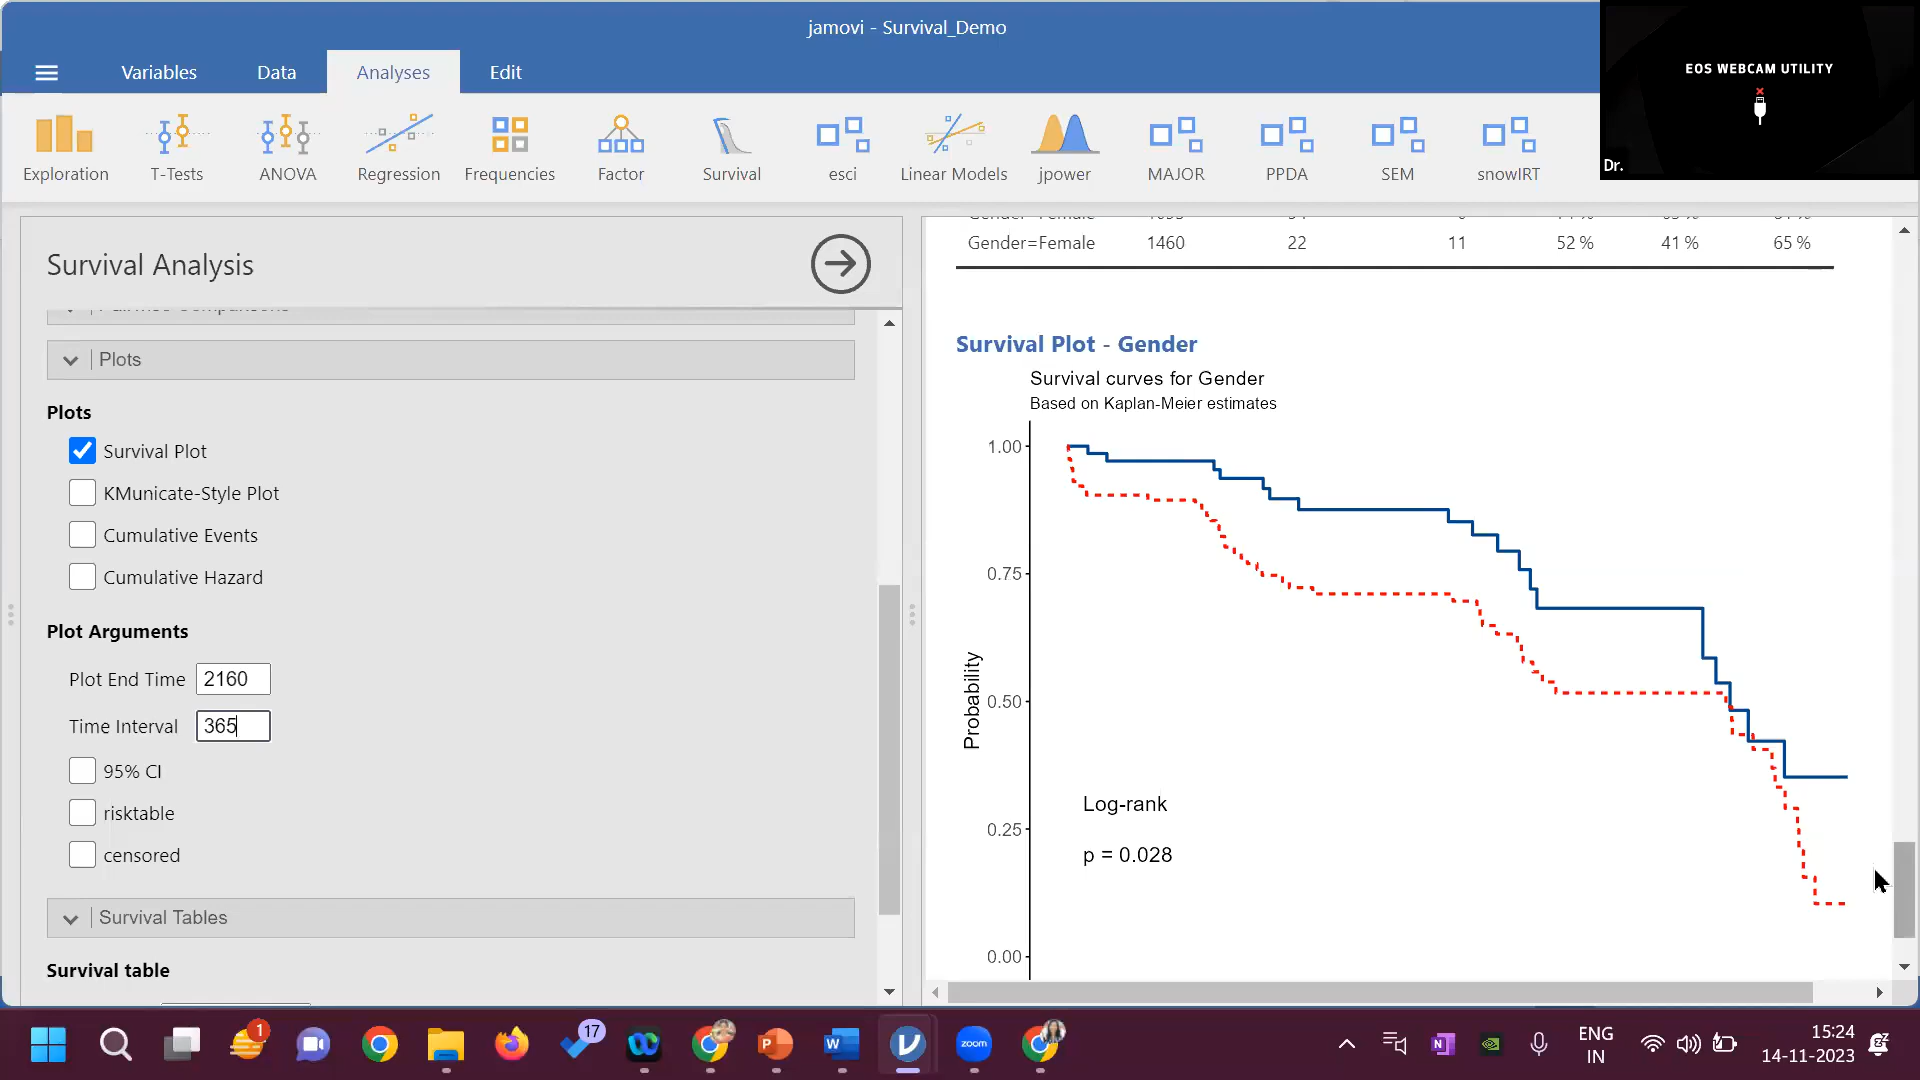 jamovi - Survival_Demo
EOS WEBCAM UTILITY
Dr.
Variables Data Analyses Edit
Exploration T-Tests ANOVA Regression Frequencies Factor Survival esci Linear Models jpower MAJOR PPDA SEM snowIRT
Survival Analysis
Plots
Plots
Survival Plot
KMunicate-Style Plot
Cumulative Events
Cumulative Hazard
Plot Arguments
Plot End Time 2160
Time Interval 365
95% CI
risktable
censored
Survival Tables
Survival table
Gender=Female 1460 22 11 52 % 41 % 65 %
Survival Plot - Gender
Survival curves for Gender
Based on Kaplan-Meier estimates
1.00
0.75
0.50
0.25
0.00
Probability
Log-rank
p = 0.028
1
17
W
zoom
N
ENG
IN
15:24
14-11-2023